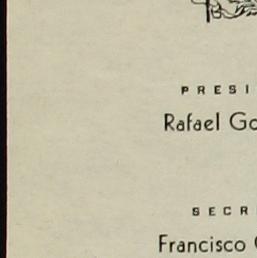 PRESI
Rafael Go
SECR
Francisco